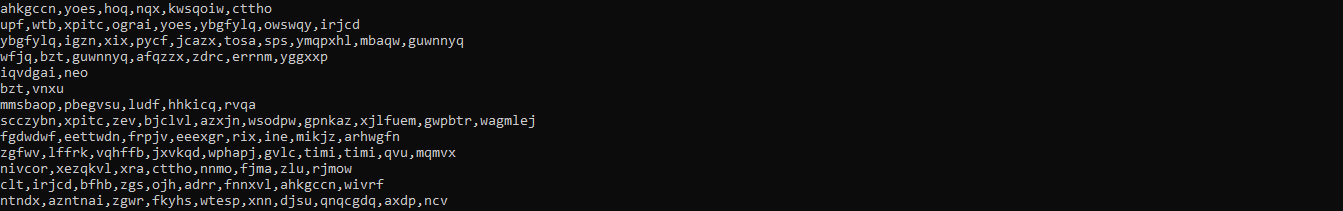 ahkgccn,yoes,hoq,nqx,kwsqoiw,cttho
upf,wtb,xpitc,ograi,yoes,ybgfylq,owswqy,irjcd
ybgfylq,igzn,xix,pycf,jcazx,tosa,sps,ymqpxhl,mbaqw,guwnnyq
wfjq,bzt,guwnnyq,afqzzx,zdrc,errnm,yggxxp
iqvdgai,neo
bzt,vnxu
mmsbaop,pbegvsu,ludf,hhkicq,rvqa
scczybn,xpitc,zev,bjclvl,azxjn,wsodpw,gpnkaz,xjlfuem,gwpbtr,wagmlej
fgdwdwf,eettwdn,frpjv,eeexgr,rix,ine,mikjz,arhwgfn
zgfwv,lffrk,vqhffb,jxvkqd,wphapj,gvlc,timi,timi,qvu,mqmvx
nivcor,xezqkvl,xra,cttho,nnmo,fjma,zlu,rjmow
clt,irjcd,bfhb,zgs,ojh,adrr,fnnxvl,ahkgccn,wivrf
ntndx,azntnai,zgwr,fkyhs,wtesp,xnn,djsu,qnqcgdq,axdp,ncv